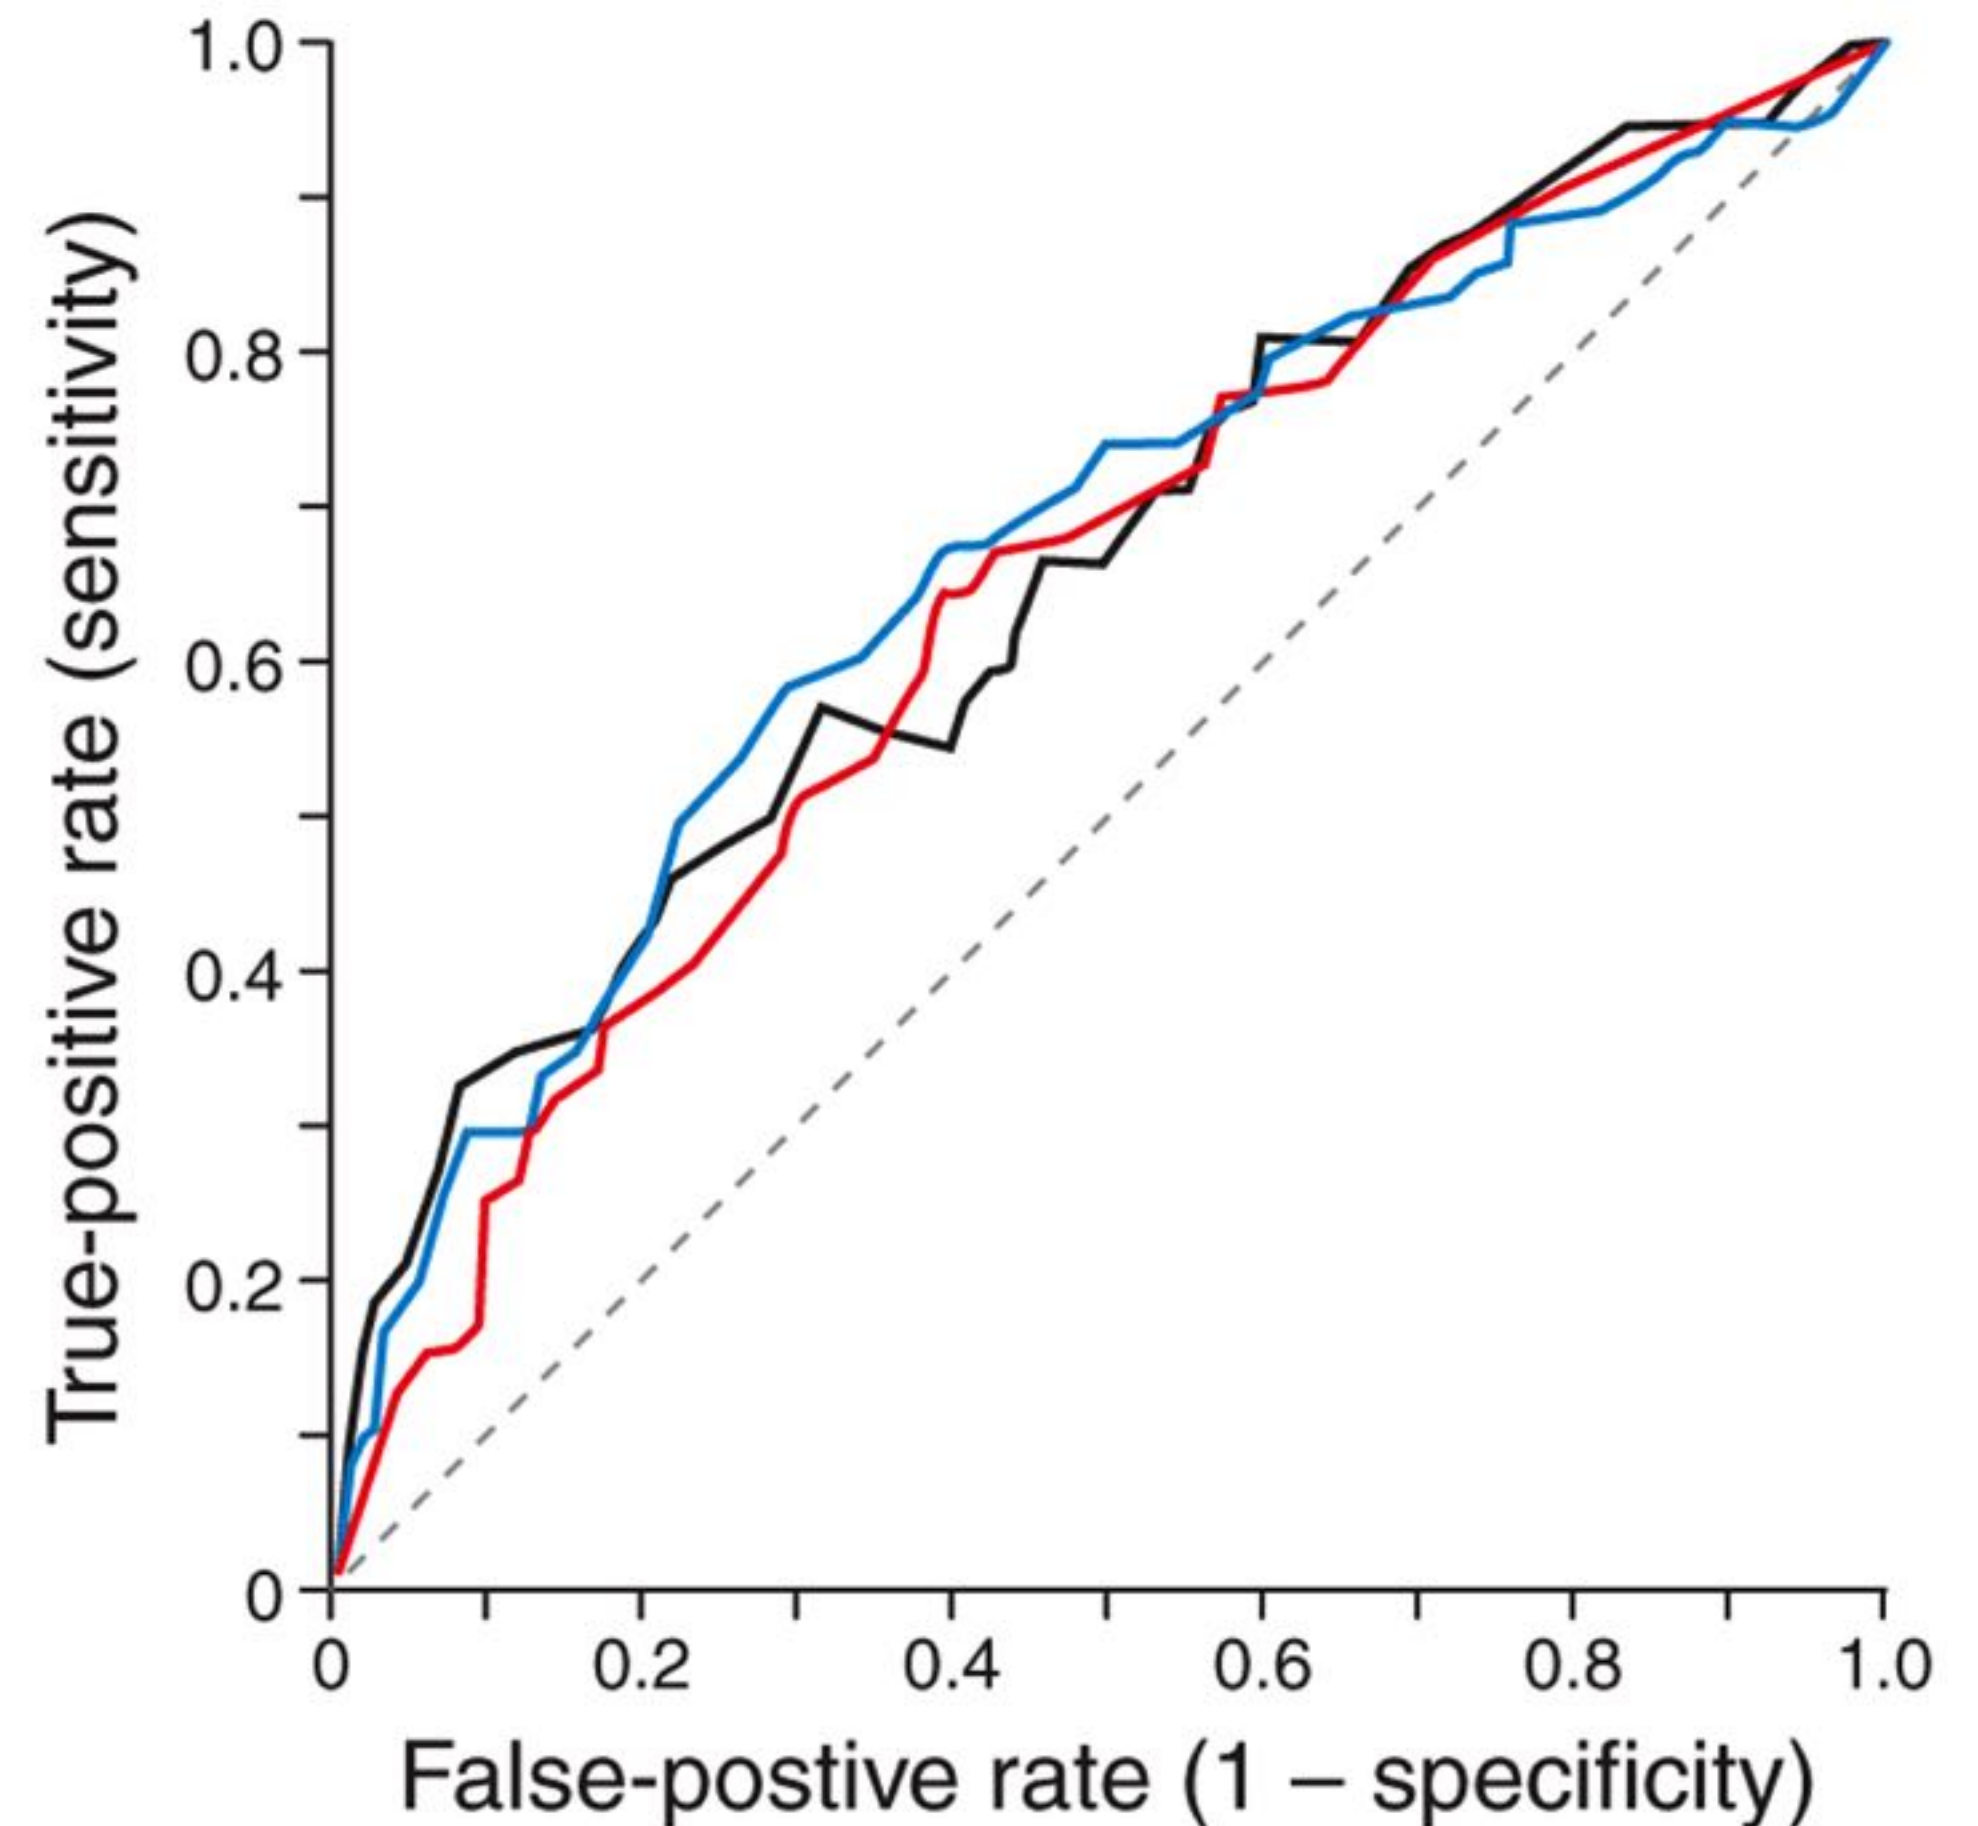 True-positive rate (sensitivity)
1.0
0.8
0.6
0.4
0.2
0
0 0.2 0.4 0.6 0.8 1.0
False-postive rate (1 – specificity)